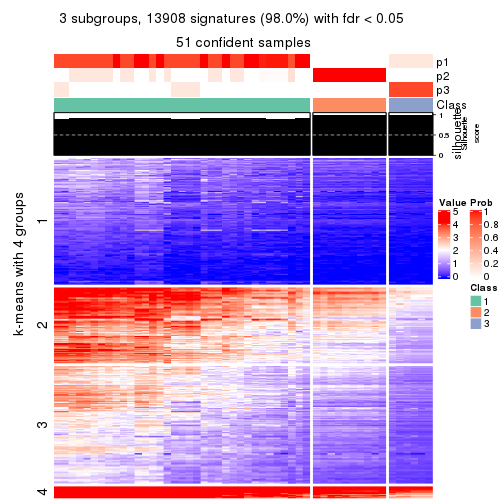 3 subgroups, 13908 signatures (98.0%) with fdr < 0.05
51 confident samples
p1
p2
p3
Class
1
0.5
0
silhouette
Silhouette
score
k-means with 4 groups
1
2
3
4
Value
5
4
3
2
1
0
Prob
1
0.8
0.6
0.4
0.2
0
Class
1
2
3